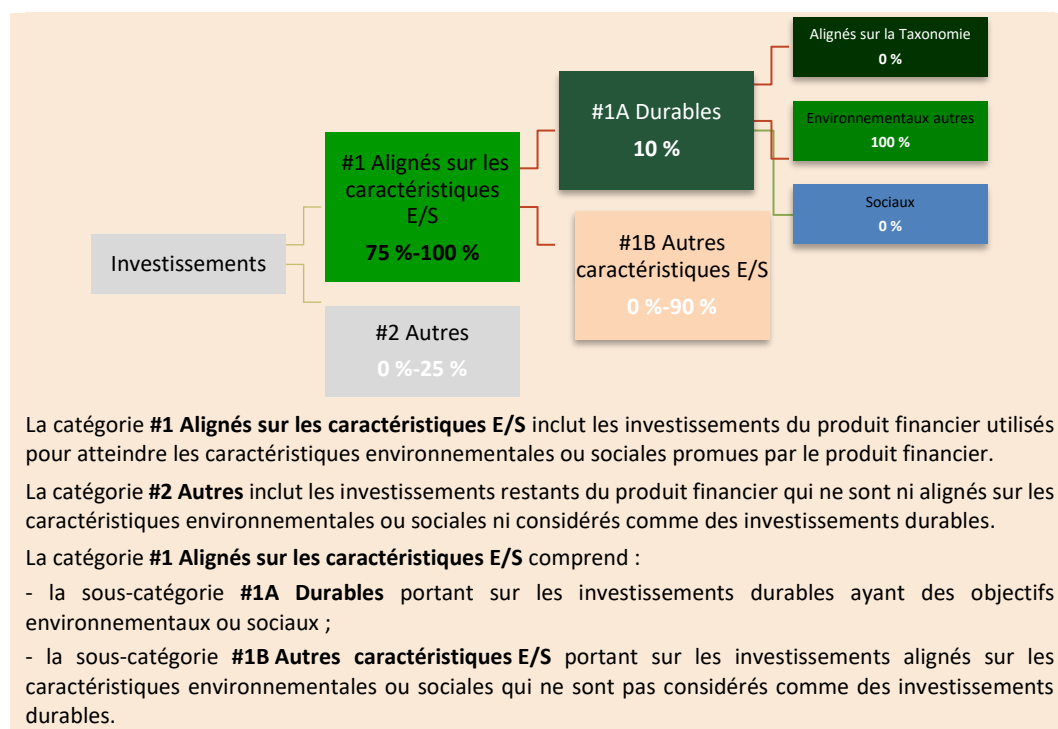 Alignés sur la Taxonomie
0 %
#1A Durables
10 %
Environnementaux autres
100 %
#1 Alignés sur les
caractéristiques
E/S
75 %-100 %
Sociaux
0 %
#1B Autres
caractéristiques E/S
0 %-90 %
Investissements
#2 Autres
0 %-25 %
La catégorie #1 Alignés sur les caractéristiques E/S inclut les investissements du produit financier utilisés
pour atteindre les caractéristiques environnementales ou sociales promues par le produit financier.
La catégorie #2 Autres inclut les investissements restants du produit financier qui ne sont ni alignés sur les
caractéristiques environnementales ou sociales ni considérés comme des investissements durables.
La catégorie #1 Alignés sur les caractéristiques E/S comprend :
- la sous-catégorie #1A Durables portant sur les investissements durables ayant des objectifs
environnementaux ou sociaux ;
- la sous-catégorie #1B Autres caractéristiques E/S portant sur les investissements alignés sur les
caractéristiques environnementales ou sociales qui ne sont pas considérés comme des investissements
durables.